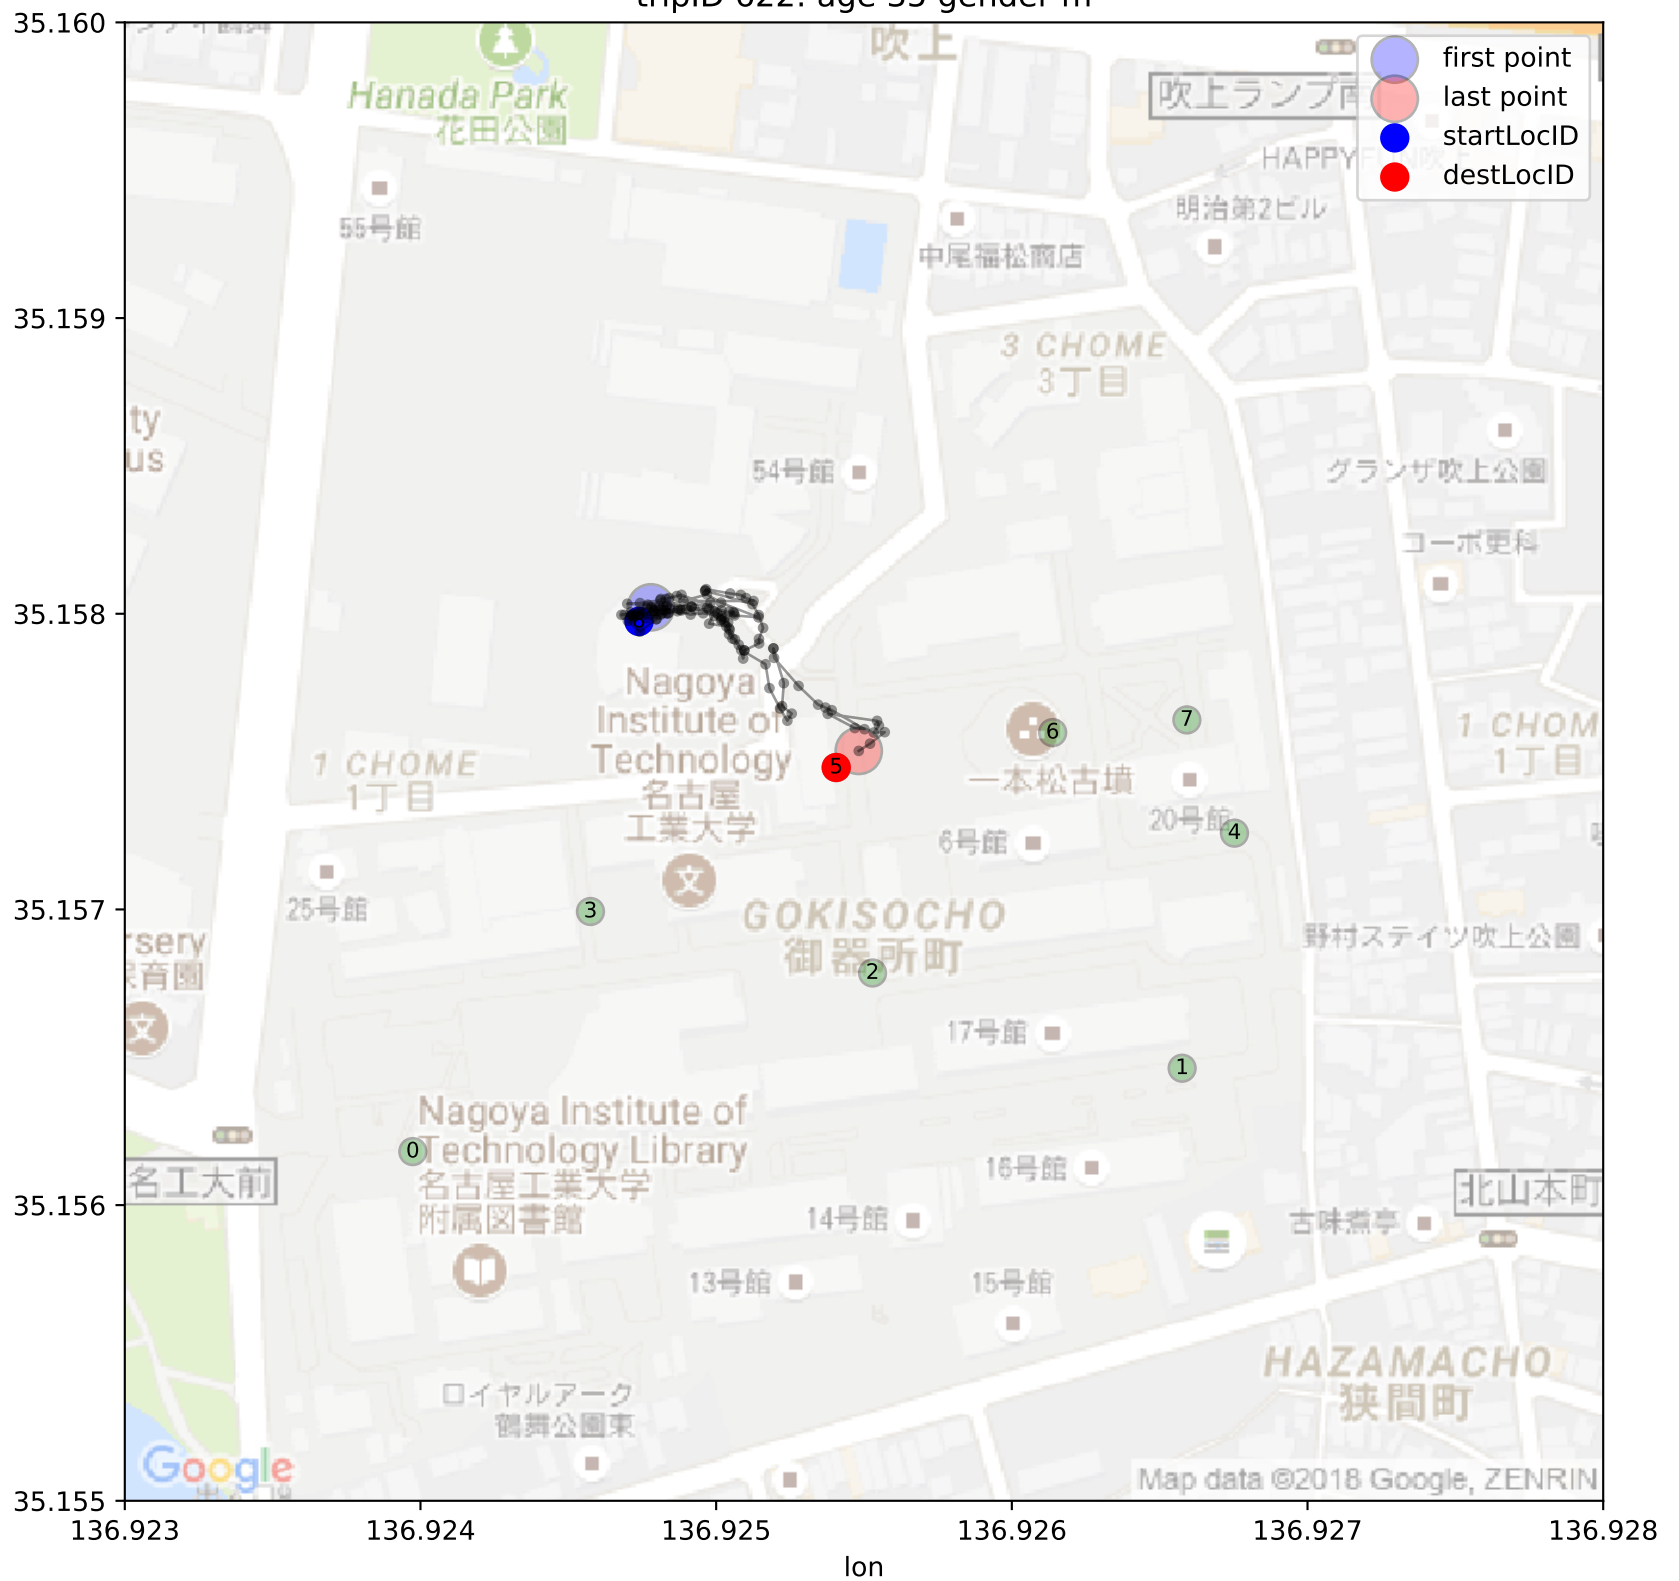 35.160
first point
last point
startLocID
destLocID
吹上
Hanada Park
花田公園
吹上ランプ南
55号館
明治第2ビル
中尾福松商店
35.159
3 CHOME
3丁目
ty
us
54号館
グランザ吹上公園
コーポ更科
35.158
Nagoya
Institute of
Technology
名古屋
工業大学
5
6
7
1 CHOME
1丁目
一本松古墳
20号館
4
1 CHOM
1丁目
6号館
25号館
3
35.157
GOKISOCHO
御器所町
2
野村ステイツ吹上公園
rsery
保育園
17号館
1
0
Nagoya Institute of
Technology Library
名古屋工業大学
附属図書館
名工大前
16号館
北山本町
35.156
14号館
古味煮亭
13号館
15号館
HAZAMACHO
狭間町
ロイヤルアーク
鶴舞公園東
Google
Map data ©2018 Google, ZENRIN
35.155
136.923
136.924
136.925
136.926
136.927
136.928
lon